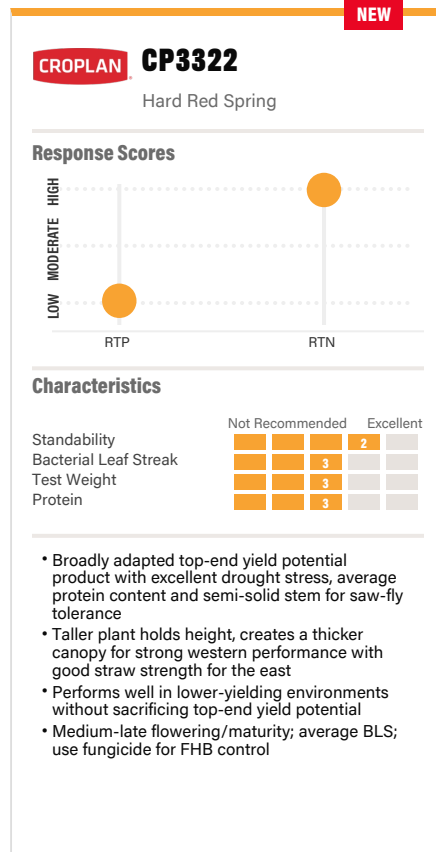 NEW
CROPLAN CP3322
Hard Red Spring
Response Scores
HIGH
MODERATE
LOW
RTP RTN
Characteristics
Not Recommended Excellent
Standability 2
Bacterial Leaf Streak 3
Test Weight 3
Protein 3
• Broadly adapted top-end yield potential
product with excellent drought stress, average
protein content and semi-solid stem for saw-fly
tolerance
• Taller plant holds height, creates a thicker
canopy for strong western performance with
good straw strength for the east
• Performs well in lower-yielding environments
without sacrificing top-end yield potential
• Medium-late flowering/maturity; average BLS;
use fungicide for FHB control